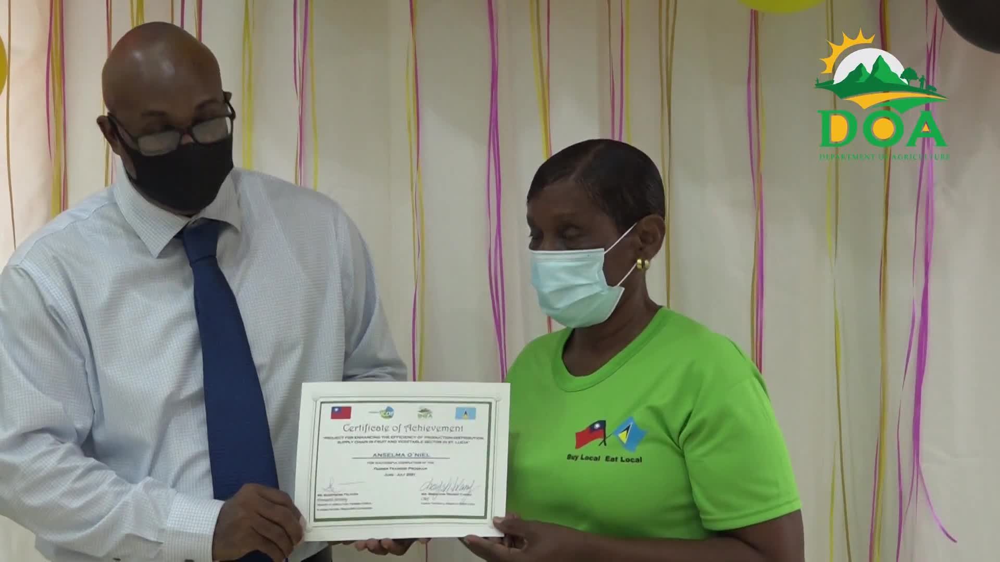 DOA
DEPARTMENT OF AGRICULTURE
ICDF
DOA
Certificate of Achievement
"PROJECT FOR ENHANCING THE EFFICIENCY OF PRODUCTION-DISTRIBUTION
SUPPLY CHAIN IN FRUIT AND VEGETABLE SECTOR IN ST. LUCIA"
ANSELMA O'NIEL
FOR SUCCESSFUL COMPLETION OF THE
FARMER TRAINING PROGRAM
JUNE - JULY 2021
Buy Local Eat Local